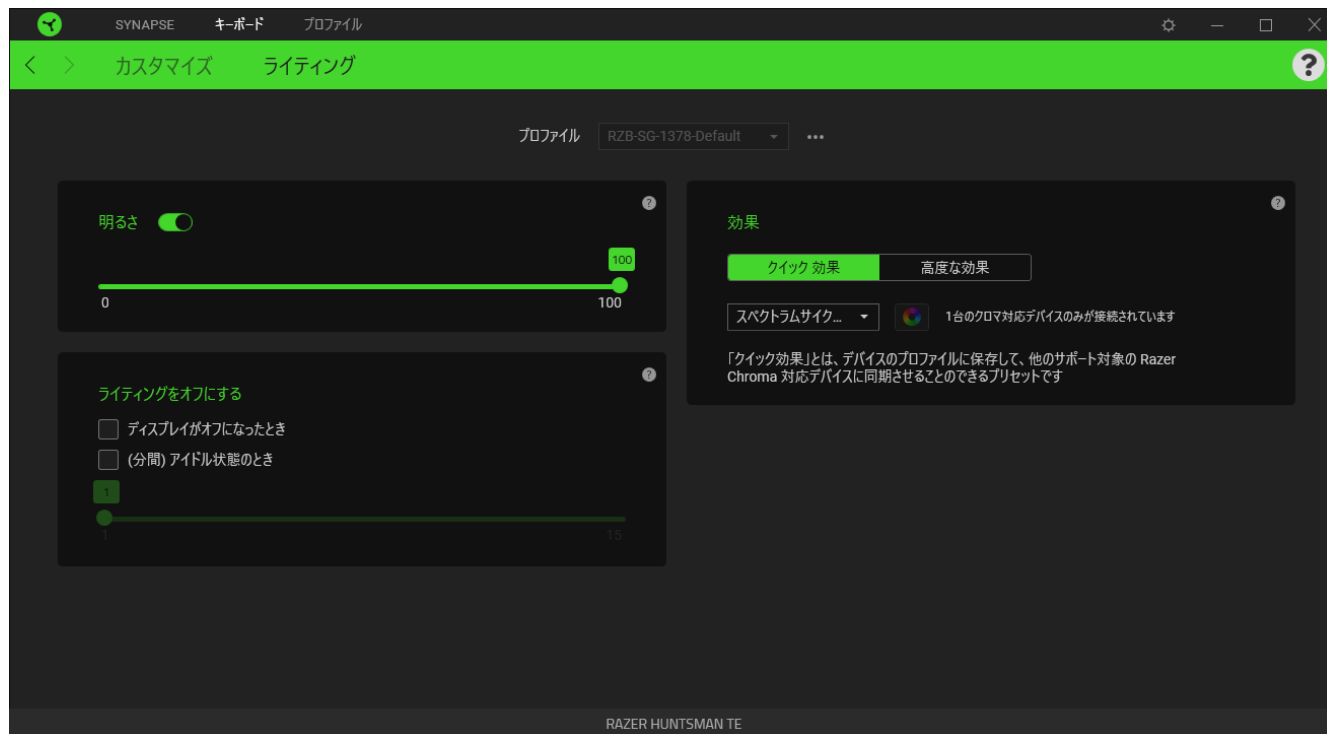 SYNAPSE キーボード プロファイル
カスタマイズ ライティング
?
プロファイル RZB-SG-1378-Default •••
明るさ
?
100
0 100
ライティングをオフにする
?
ディスプレイがオフになったとき
(分間) アイドル状態のとき
1
1 15
効果
?
クイック 効果 高度な効果
スペクトラムサイク... 1台のクロマ対応デバイスのみが接続されています
「クイック効果」とは、デバイスのプロファイルに保存して、他のサポート対象の Razer
Chroma 対応デバイスに同期させることのできるプリセットです
RAZER HUNTSMAN TE